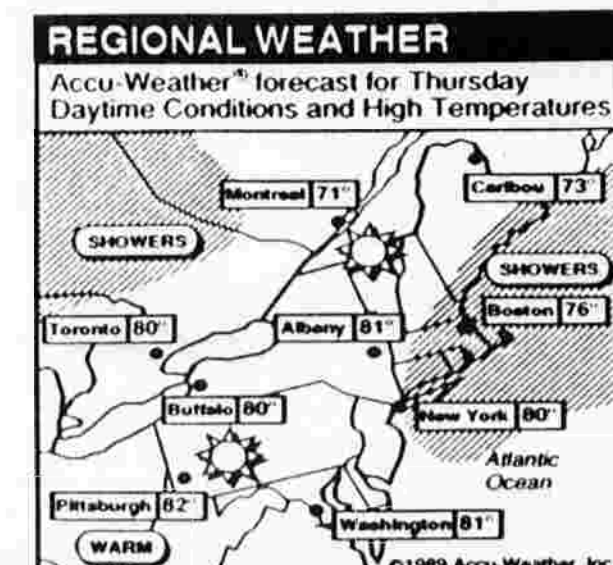 REGIONAL WEATHER
Accu-Weather® forecast for Thursday
Daytime Conditions and High Temperatures
Montreal 71°
Caribou 73°
SHOWERS
SHOWERS
Toronto 80°
Albany 81°
Boston 76°
Buffalo 80°
New York 80°
Atlantic
Ocean
Pittsburgh 82°
Washington 81°
WARM
©1989 Accu-Weather, Inc